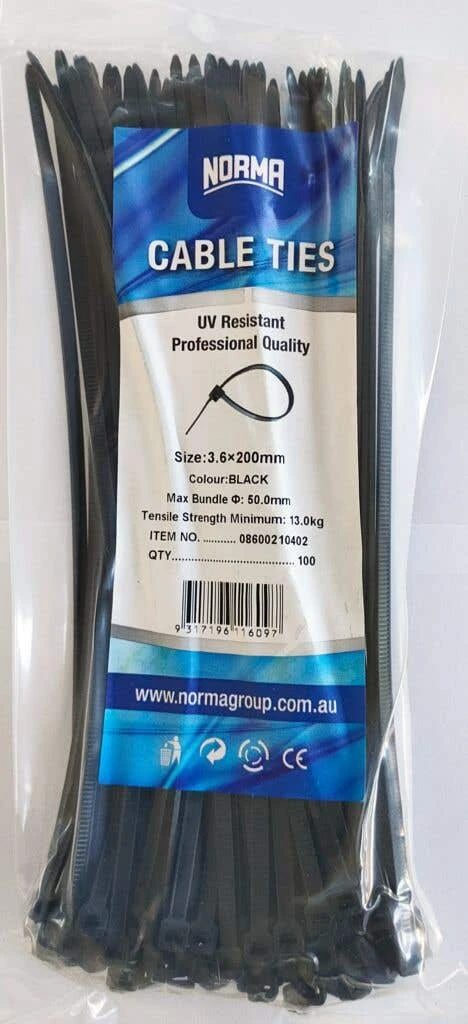 NORMA
CABLE TIES
UV Resistant
Professional Quality
Size:3.6×200mm
Colour:BLACK
Max Bundle Φ: 50.0mm
Tensile Strength Minimum: 13.0kg
ITEM NO. ........... 08600210402
QTY.................................... 100
9 317196 116097
www.normagroup.com.au
CE